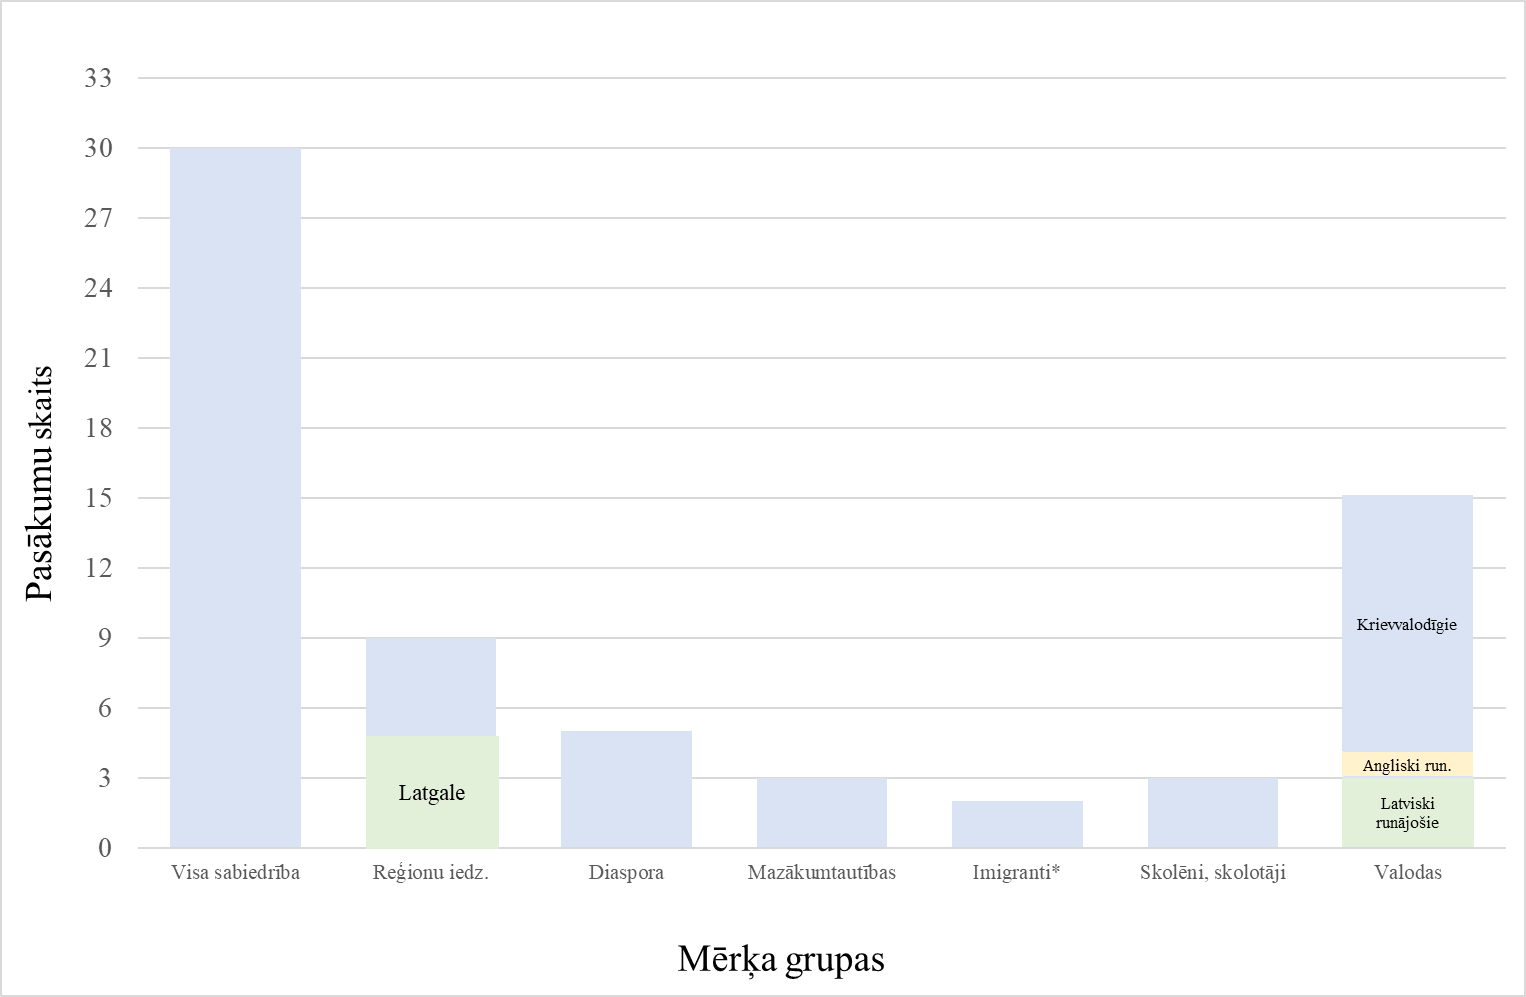 33
30
27
24
21
18
15
12
9
6
3
0
Pasākumu skaits
Latgale
Krievvalodīgie
Angliski run.
Latviski
runājošie
Visa sabiedrība
Reģionu iedz.
Diaspora
Mazākumtautības
Imigranti*
Skolēni, skolotāji
Valodas
Mērķa grupas